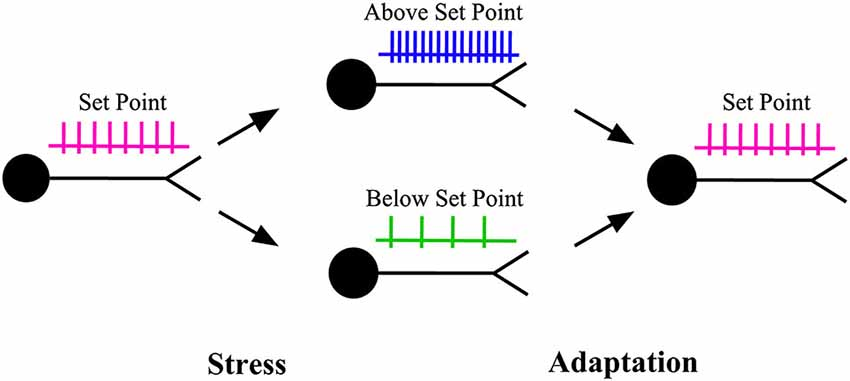 Above Set Point
Set Point
Set Point
Below Set Point
Stress
Adaptation